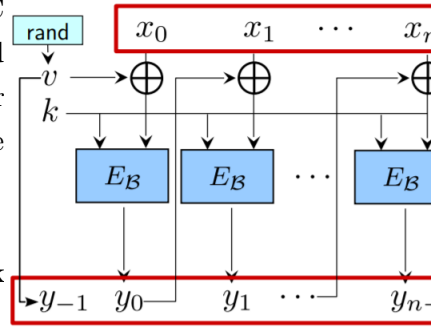 rand
x₀ x₁ ⋯
v
k
E_B E_B ⋯ E_B
y₋₁ y₀ y₁ ⋯